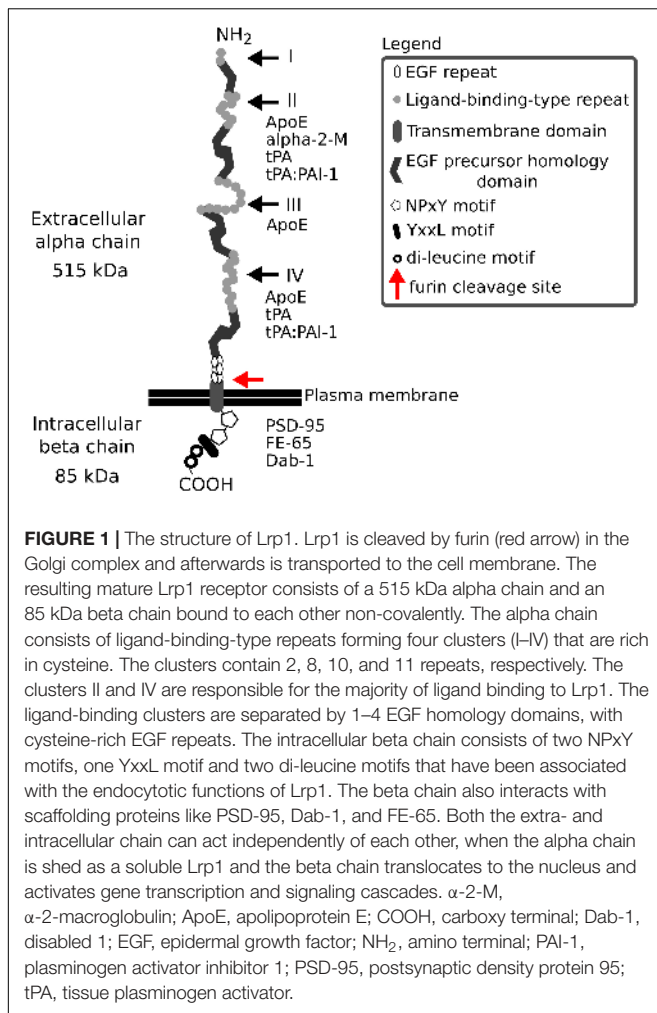 NH2
I
II
ApoE
alpha-2-M
tPA
tPA:PAI-1
III
ApoE
Extracellular
alpha chain
515 kDa
IV
ApoE
tPA
tPA:PAI-1
Plasma membrane
Intracellular
beta chain
85 kDa
PSD-95
FE-65
Dab-1
COOH
Legend
EGF repeat
Ligand-binding-type repeat
Transmembrane domain
EGF precursor homology
domain
NPxY motif
YxxL motif
di-leucine motif
furin cleavage site
FIGURE 1 | The structure of Lrp1. Lrp1 is cleaved by furin (red arrow) in the
Golgi complex and afterwards is transported to the cell membrane. The
resulting mature Lrp1 receptor consists of a 515 kDa alpha chain and an
85 kDa beta chain bound to each other non-covalently. The alpha chain
consists of ligand-binding-type repeats forming four clusters (I–IV) that are rich
in cysteine. The clusters contain 2, 8, 10, and 11 repeats, respectively. The
clusters II and IV are responsible for the majority of ligand binding to Lrp1. The
ligand-binding clusters are separated by 1–4 EGF homology domains, with
cysteine-rich EGF repeats. The intracellular beta chain consists of two NPxY
motifs, one YxxL motif and two di-leucine motifs that have been associated
with the endocytotic functions of Lrp1. The beta chain also interacts with
scaffolding proteins like PSD-95, Dab-1, and FE-65. Both the extra- and
intracellular chain can act independently of each other, when the alpha chain
is shed as a soluble Lrp1 and the beta chain translocates to the nucleus and
activates gene transcription and signaling cascades. α-2-M,
α-2-macroglobulin; ApoE, apolipoprotein E; COOH, carboxy terminal; Dab-1,
disabled 1; EGF, epidermal growth factor; NH2, amino terminal; PAI-1,
plasminogen activator inhibitor 1; PSD-95, postsynaptic density protein 95;
tPA, tissue plasminogen activator.